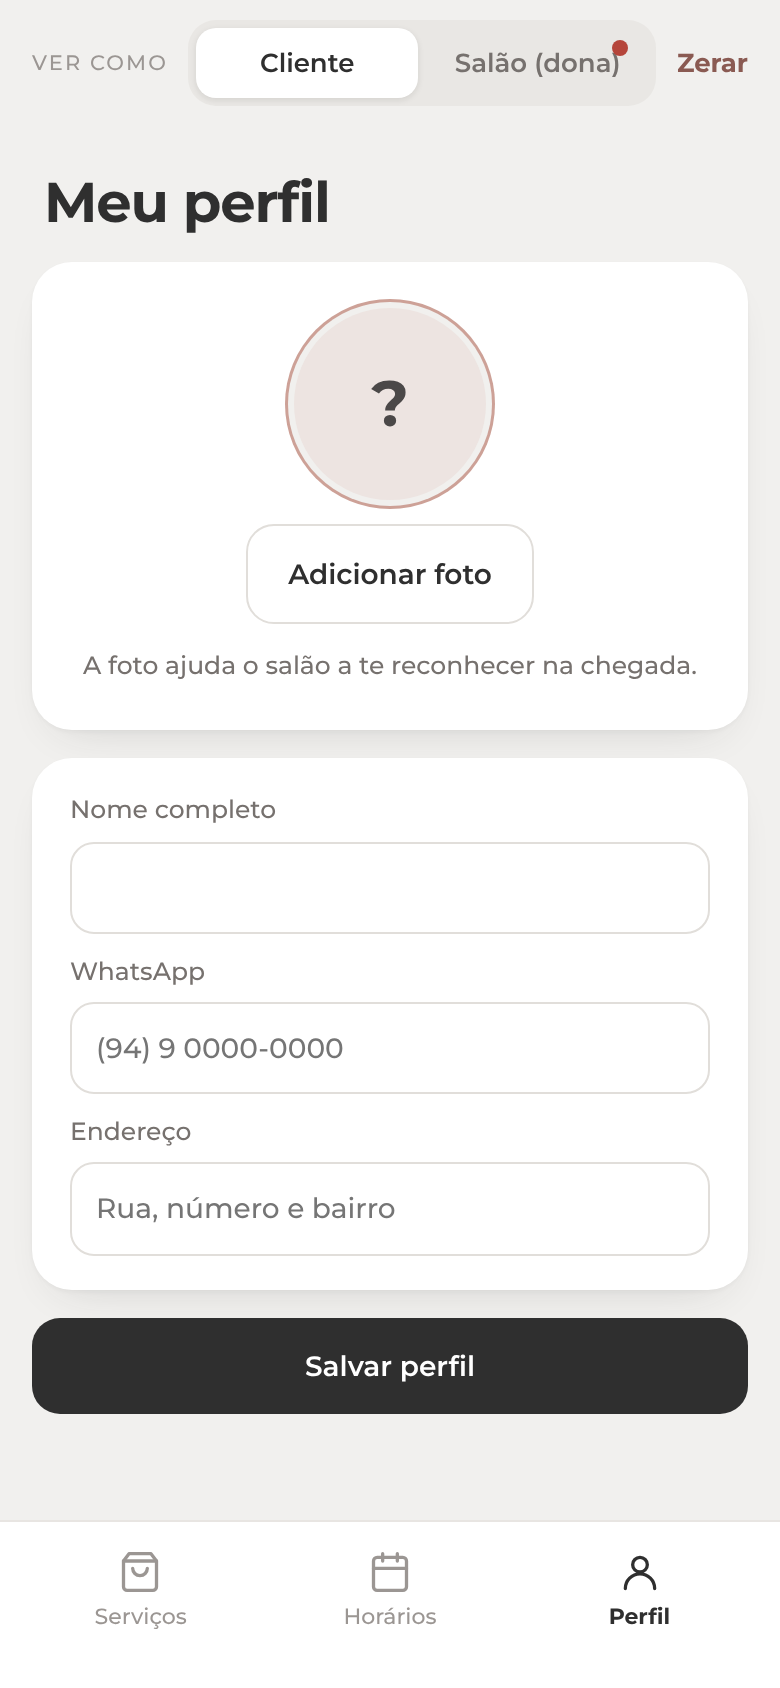 VER COMO Cliente Salão (dona) Zerar
Meu perfil
?
Adicionar foto
A foto ajuda o salão a te reconhecer na chegada.
Nome completo
WhatsApp
(94) 9 0000-0000
Endereço
Rua, número e bairro
Salvar perfil
Serviços Horários Perfil